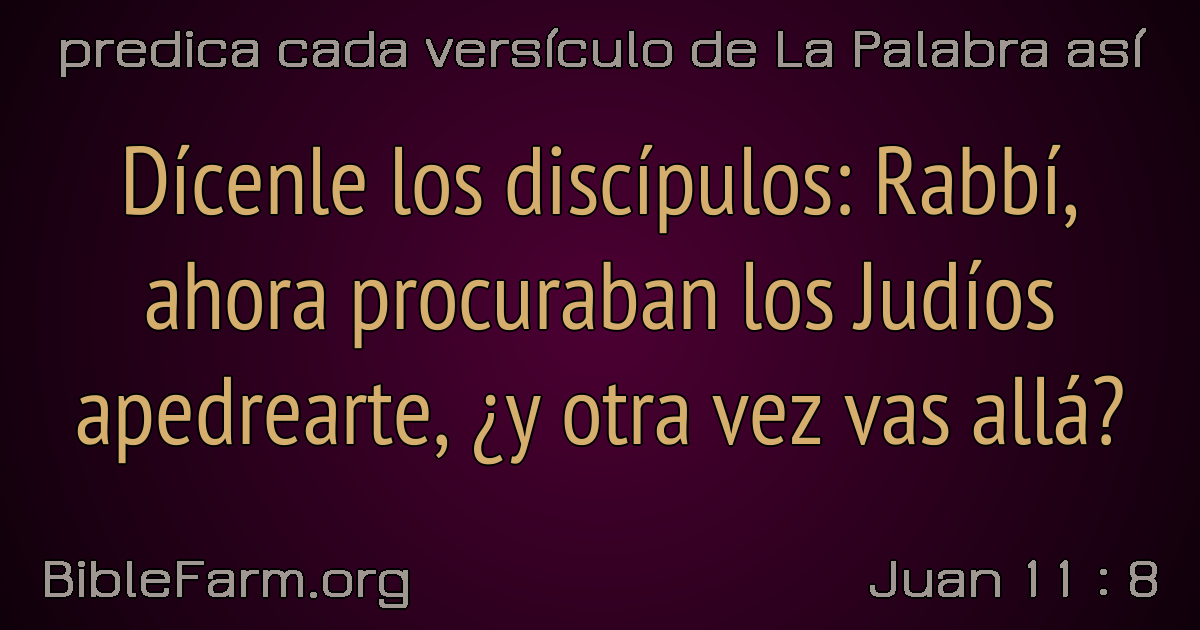 predica cada versículo de La Palabra así
Dícenle los discípulos: Rabbí,
ahora procuraban los Judíos
apedrearte, ¿y otra vez vas allá?
BibleFarm.org
Juan 11 : 8